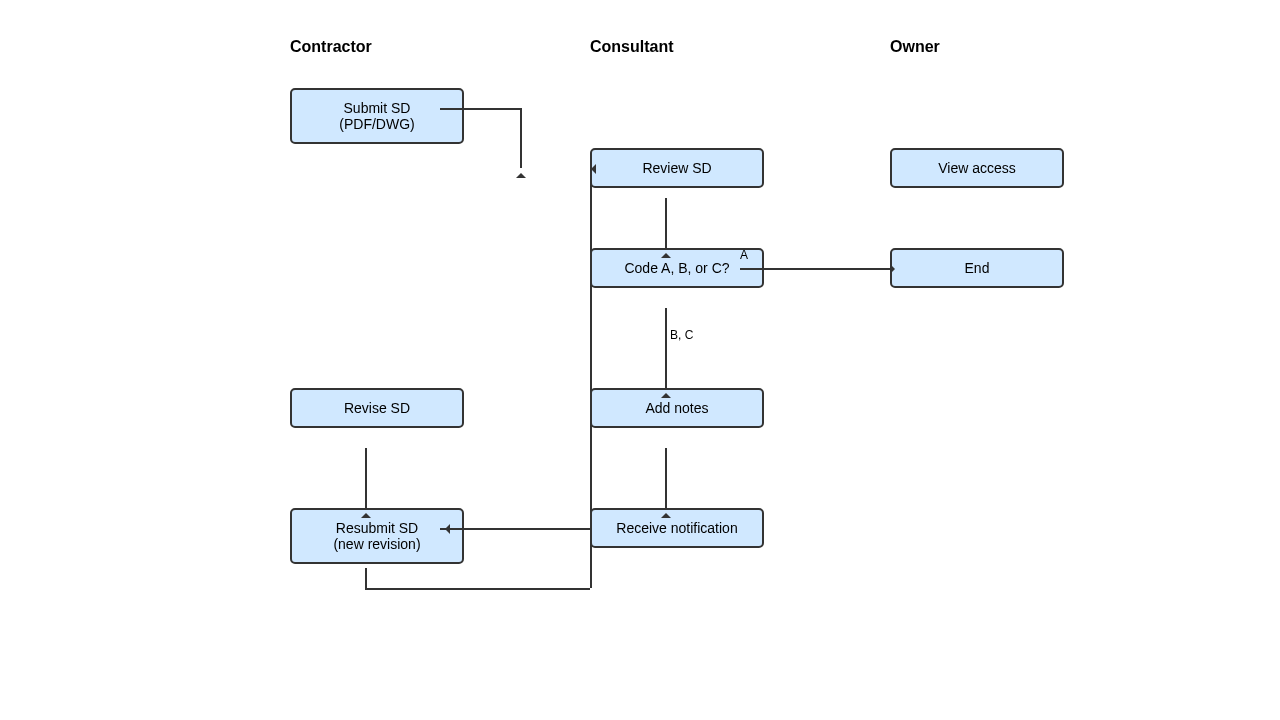 Contractor
Consultant
Owner
Submit SD
(PDF/DWG)
Review SD
View access
A
Code A, B, or C?
End
B, C
Revise SD
Add notes
Resubmit SD
(new revision)
Receive notification